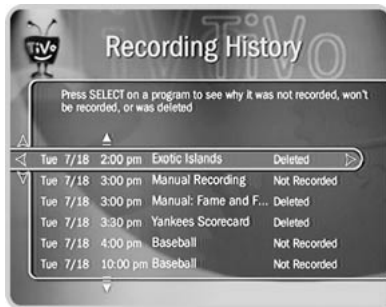 TiVo
Recording History
Press SELECT on a program to see why it was not recorded, won't
be recorded, or was deleted
Tue 7/18 2:00 pm Exotic Islands Deleted
Tue 7/18 3:00 pm Manual Recording Not Recorded
Tue 7/18 3:00 pm Manual: Fame and F... Deleted
Tue 7/18 3:30 pm Yankees Scorecard Deleted
Tue 7/18 4:00 pm Baseball Not Recorded
Tue 7/18 10:00 pm Baseball Not Recorded